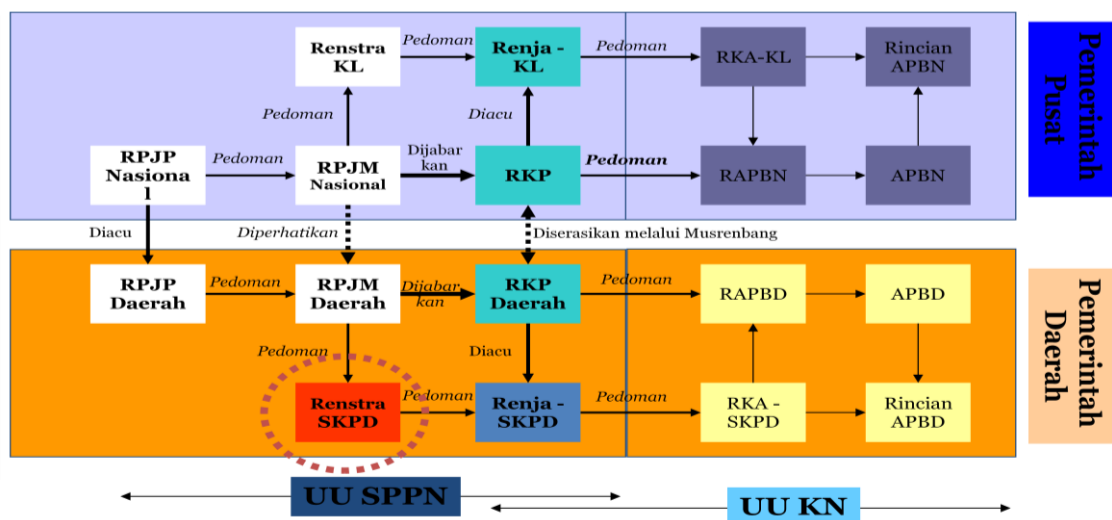 Renstra
KL
Pedoman
Renja -
KL
Pedoman
RKA-KL
Rincian
APBN
Pemerintah
Pusat
Pedoman
Diacu
RPJP
Nasiona
l
Pedoman
RPJM
Nasional
Dijabar
kan
RKP
Pedoman
RAPBN
APBN
Diacu
Diperhatikan
Diserasikan melalui Musrenbang
RPJP
Daerah
Pedoman
RPJM
Daerah
Dijabar
kan
RKP
Daerah
Pedoman
RAPBD
APBD
Pemerintah
Daerah
Pedoman
Diacu
Renstra
SKPD
Pedoman
Renja -
SKPD
Pedoman
RKA -
SKPD
Rincian
APBD
UU SPPN
UU KN